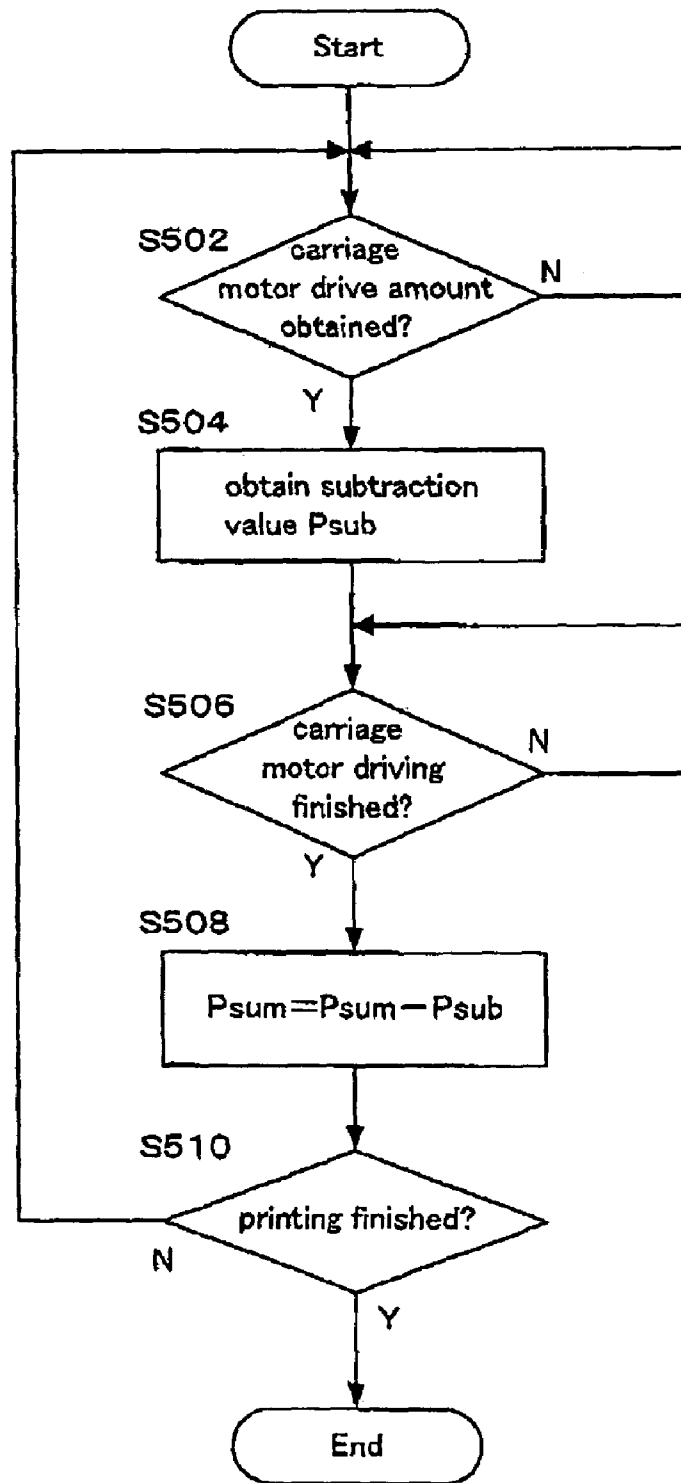 Start
S502
carriage
motor drive amount
obtained?
N
Y
S504
obtain subtraction
value Psub
S506
carriage
motor driving
finished?
N
Y
S508
Psum=Psum−Psub
S510
printing finished?
N
Y
End